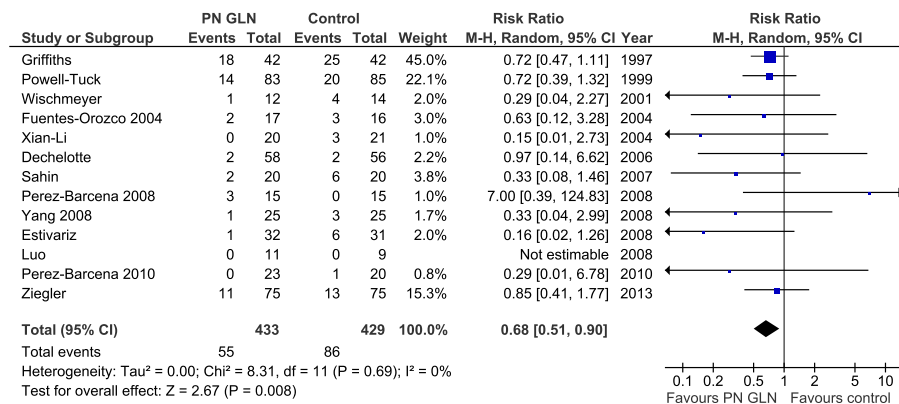 PN GLN Control Risk Ratio Risk Ratio
Study or Subgroup Events Total Events Total Weight M-H, Random, 95% CI Year M-H, Random, 95% CI
Griffiths 18 42 25 42 45.0% 0.72 [0.47, 1.11] 1997
Powell-Tuck 14 83 20 85 22.1% 0.72 [0.39, 1.32] 1999
Wischmeyer 1 12 4 14 2.0% 0.29 [0.04, 2.27] 2001
Fuentes-Orozco 2004 2 17 3 16 3.0% 0.63 [0.12, 3.28] 2004
Xian-Li 0 20 3 21 1.0% 0.15 [0.01, 2.73] 2004
Dechelotte 2 58 2 56 2.2% 0.97 [0.14, 6.62] 2006
Sahin 2 20 6 20 3.8% 0.33 [0.08, 1.46] 2007
Perez-Barcena 2008 3 15 0 15 1.0% 7.00 [0.39, 124.83] 2008
Yang 2008 1 25 3 25 1.7% 0.33 [0.04, 2.99] 2008
Estivariz 1 32 6 31 2.0% 0.16 [0.02, 1.26] 2008
Luo 0 11 0 9 Not estimable 2008
Perez-Barcena 2010 0 23 1 20 0.8% 0.29 [0.01, 6.78] 2010
Ziegler 11 75 13 75 15.3% 0.85 [0.41, 1.77] 2013
Total (95% CI) 433 429 100.0% 0.68 [0.51, 0.90]
Total events 55 86
Heterogeneity: Tau² = 0.00; Chi² = 8.31, df = 11 (P = 0.69); I² = 0%
Test for overall effect: Z = 2.67 (P = 0.008)
0.1 0.2 0.5 1 2 5 10
Favours PN GLN Favours control